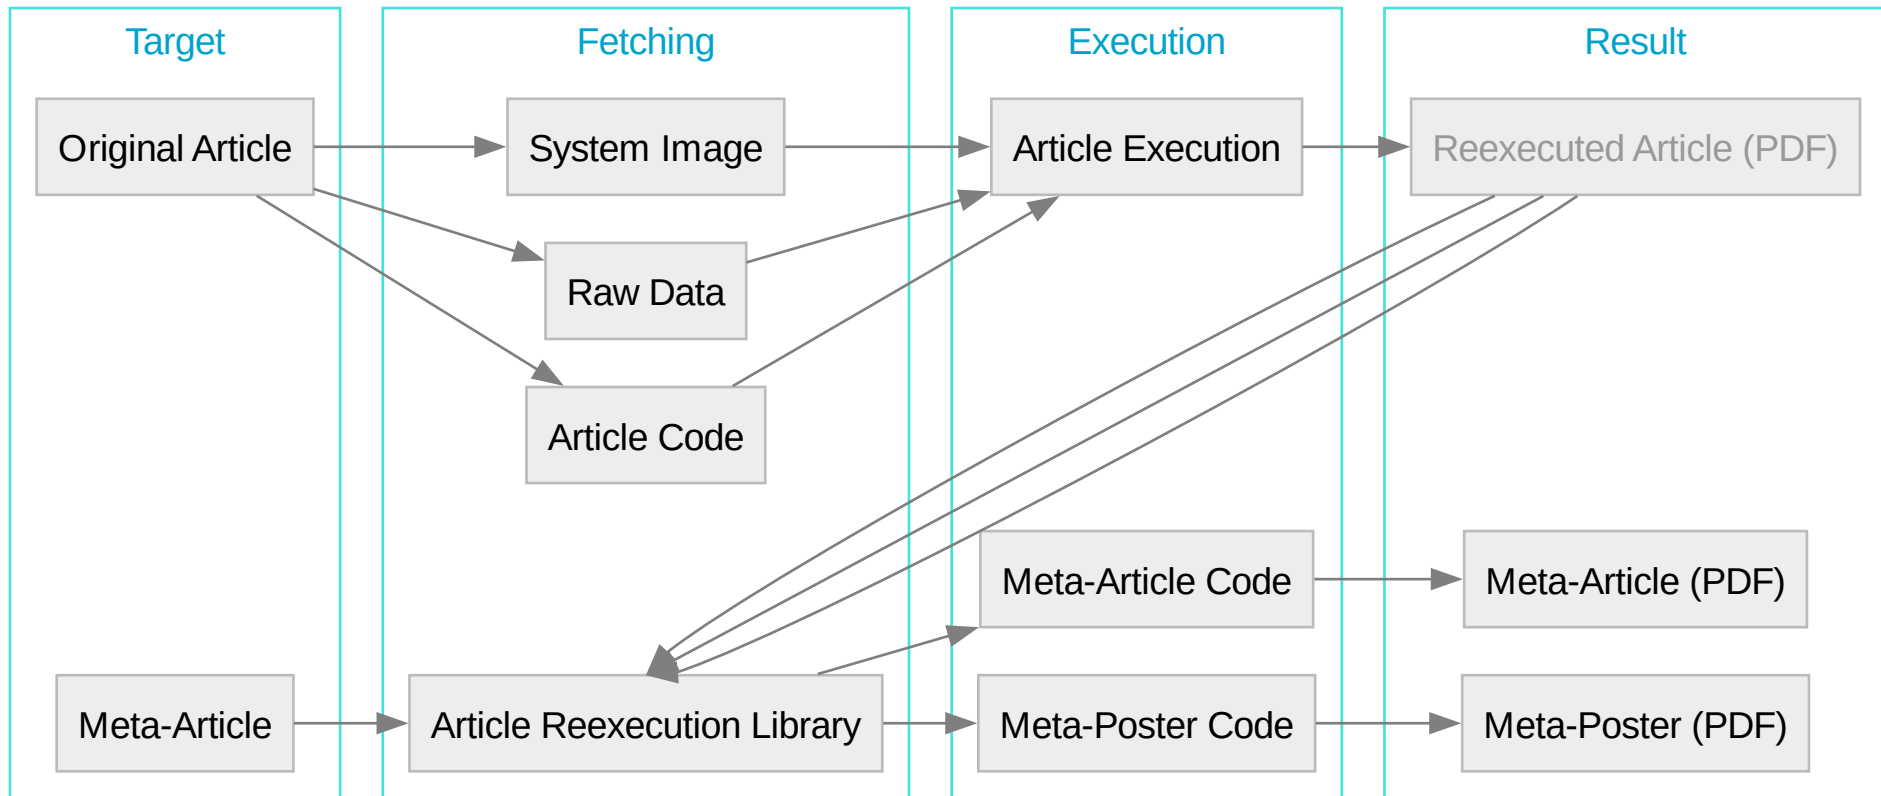 Target
Fetching
Execution
Result
Original Article
System Image
Article Execution
Reexecuted Article (PDF)
Raw Data
Article Code
Meta-Article Code
Meta-Article (PDF)
Meta-Article
Article Reexecution Library
Meta-Poster Code
Meta-Poster (PDF)